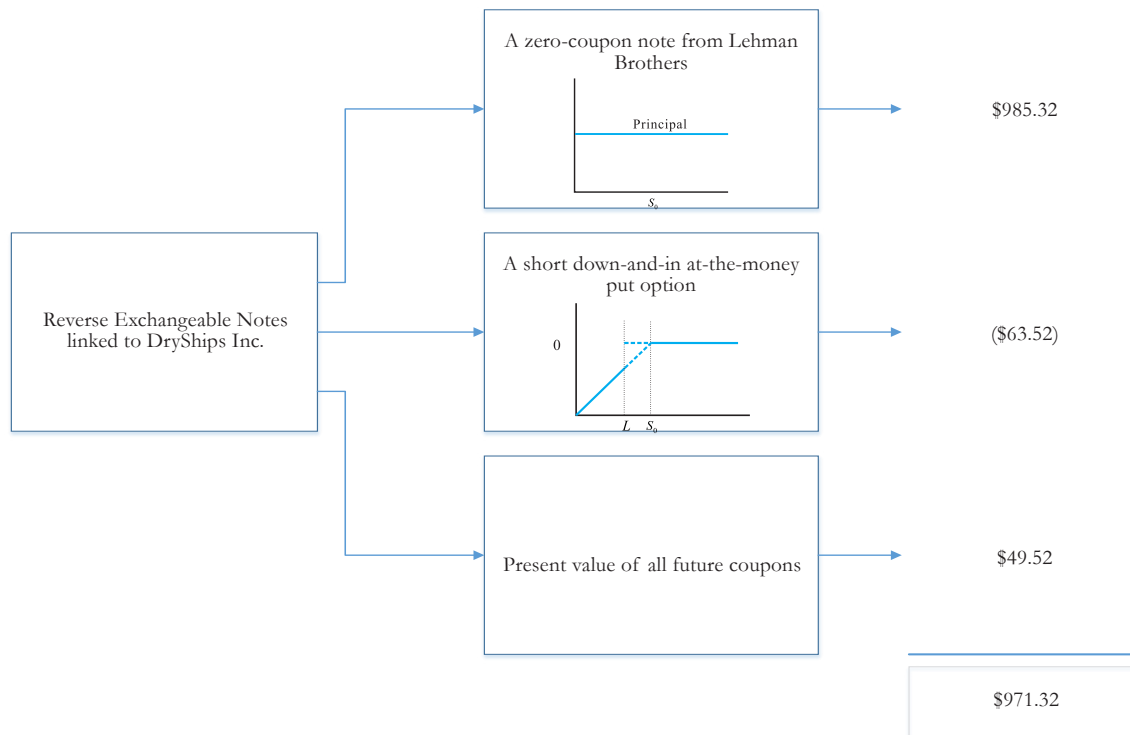 A zero-coupon note from Lehman
Brothers
Principal
S₀
$985.32
Reverse Exchangeable Notes
linked to DryShips Inc.
A short down-and-in at-the-money
put option
0
L S₀
($63.52)
Present value of all future coupons
$49.52
$971.32